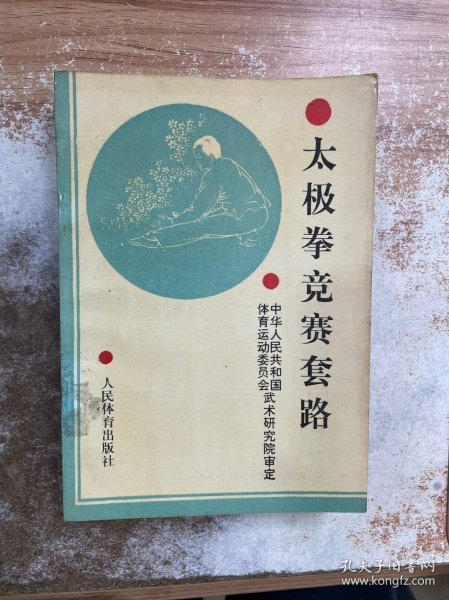 太极拳竞赛套路
中华人民共和国
体育运动委员会
武术研究院审定
人民体育出版社
孔夫子旧书网
www.kongfz.com